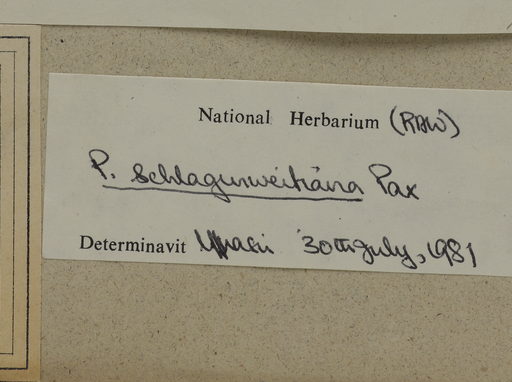 National Herbarium (RAW)
P. schlagintweitiana Pax
Determinavit 30th July, 1981